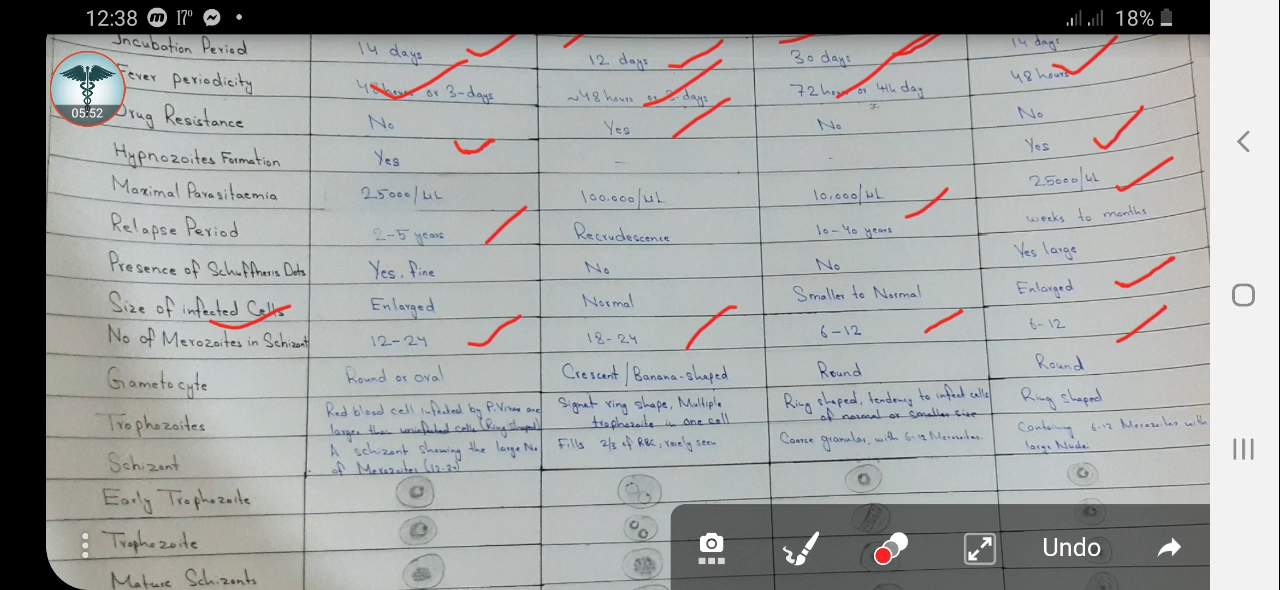 12:38 m 17° 18%
Incubation Period 14 days 12 days 30 days 14 days
05:52
Fever periodicity 48 hours or 3-days ~48 hours or 3-days 72 hours or 4th day 48 hours
Drug Resistance No Yes No No
Hypnozoites Formation Yes - - Yes
Maximal Parasitaemia 25000/uL 100.000/uL 10,000/uL 25000/uL
Relapse Period 2-5 years Recrudescence 10-40 years weeks to months
Presence of Schuffneris Dots Yes, fine No No Yes large
Size of infected Cells Enlarged Normal Smaller to Normal Enlarged
No of Merozoites in Schizont 12-24 18-24 6-12 6-12
Gametocyte Round or oval Crescent/Banana-shaped Round Round
Trophozoites Red blood cell infected by P.Vivax are Signet ring shape, Multiple Ring shaped, tendency to infect cells Ring shaped
larger than uninfected cells (Ring shaped) trophozoite in one cell of normal or smaller size
Schizont A schizont showing the large No Fills 2/3 of RBC, rarely seen Coarse granular, with 6-12 Merozoites. Containing 6-12 Merozoites with
of Merozoites large Nuclei
Early Trophozoite
Trophozoite
Mature Schizonts
Undo